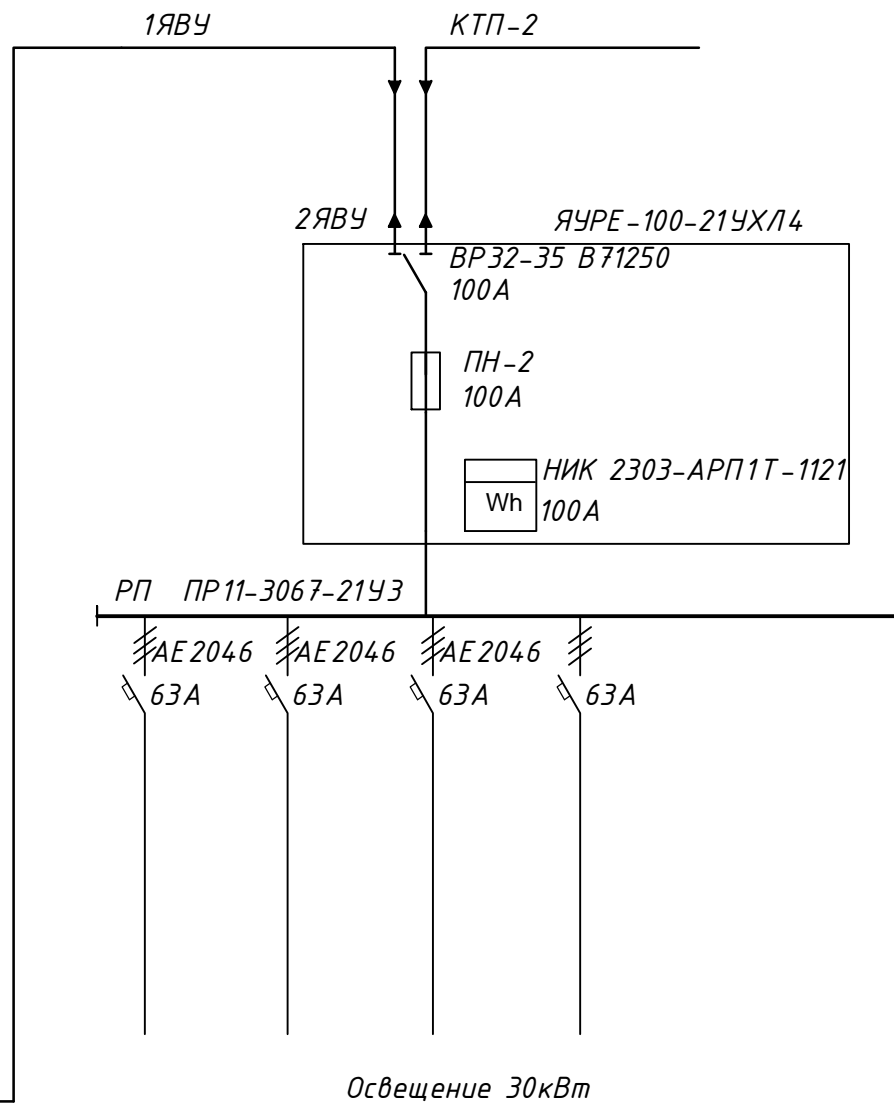 1ЯВУ
КТП-2
2ЯВУ
ЯУРЕ-100-21УХЛ4
ВР32-35 В71250
100А
ПН-2
100А
НИК 2303-АРП1Т-1121
Wh
100А
РП ПР11-3067-21У3
АЕ2046 АЕ2046 АЕ2046
63А 63А 63А 63А
Освещение 30кВт